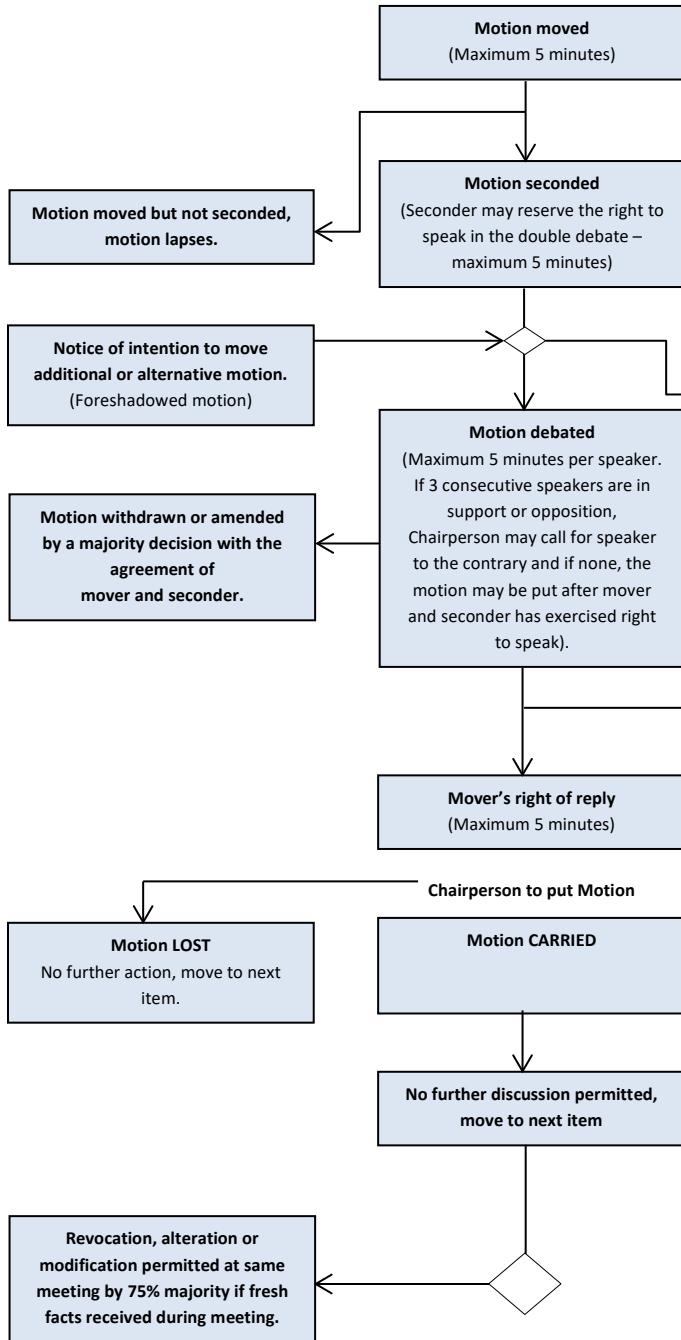 Motion moved
(Maximum 5 minutes)
Motion moved but not seconded,
motion lapses.
Motion seconded
(Seconder may reserve the right to
speak in the double debate –
maximum 5 minutes)
Notice of intention to move
additional or alternative motion.
(Foreshadowed motion)
Motion debated
(Maximum 5 minutes per speaker.
If 3 consecutive speakers are in
support or opposition,
Chairperson may call for speaker
to the contrary and if none, the
motion may be put after mover
and seconder has exercised right
to speak).
Motion withdrawn or amended
by a majority decision with the
agreement of
mover and seconder.
Mover’s right of reply
(Maximum 5 minutes)
Chairperson to put Motion
Motion LOST
No further action, move to next
item.
Motion CARRIED
No further discussion permitted,
move to next item
Revocation, alteration or
modification permitted at same
meeting by 75% majority if fresh
facts received during meeting.